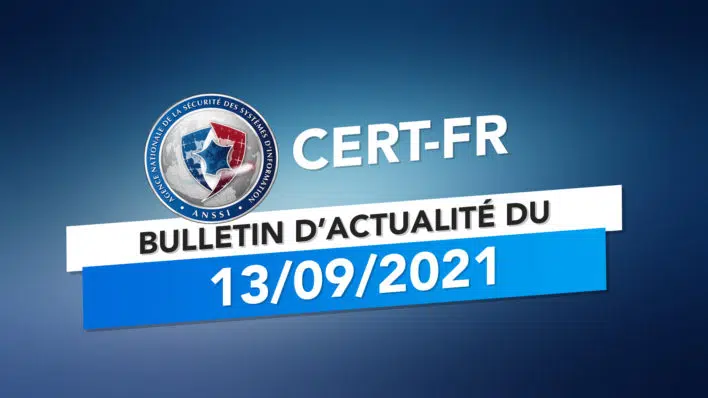 AGENCE NATIONALE DE LA SÉCURITÉ DES SYSTÈMES D'INFORMATION
ANSSI
CERT-FR
BULLETIN D'ACTUALITÉ DU
13/09/2021